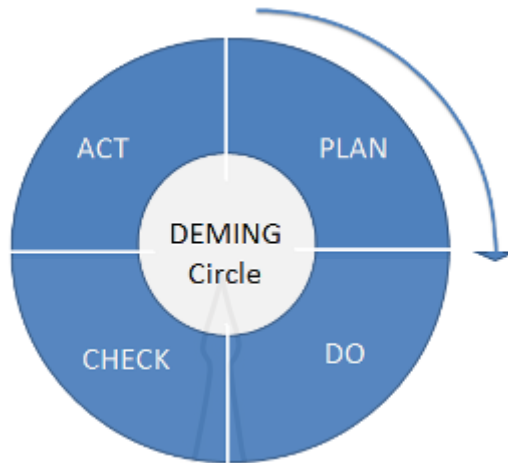 ACT
PLAN
DEMING
Circle
CHECK
DO